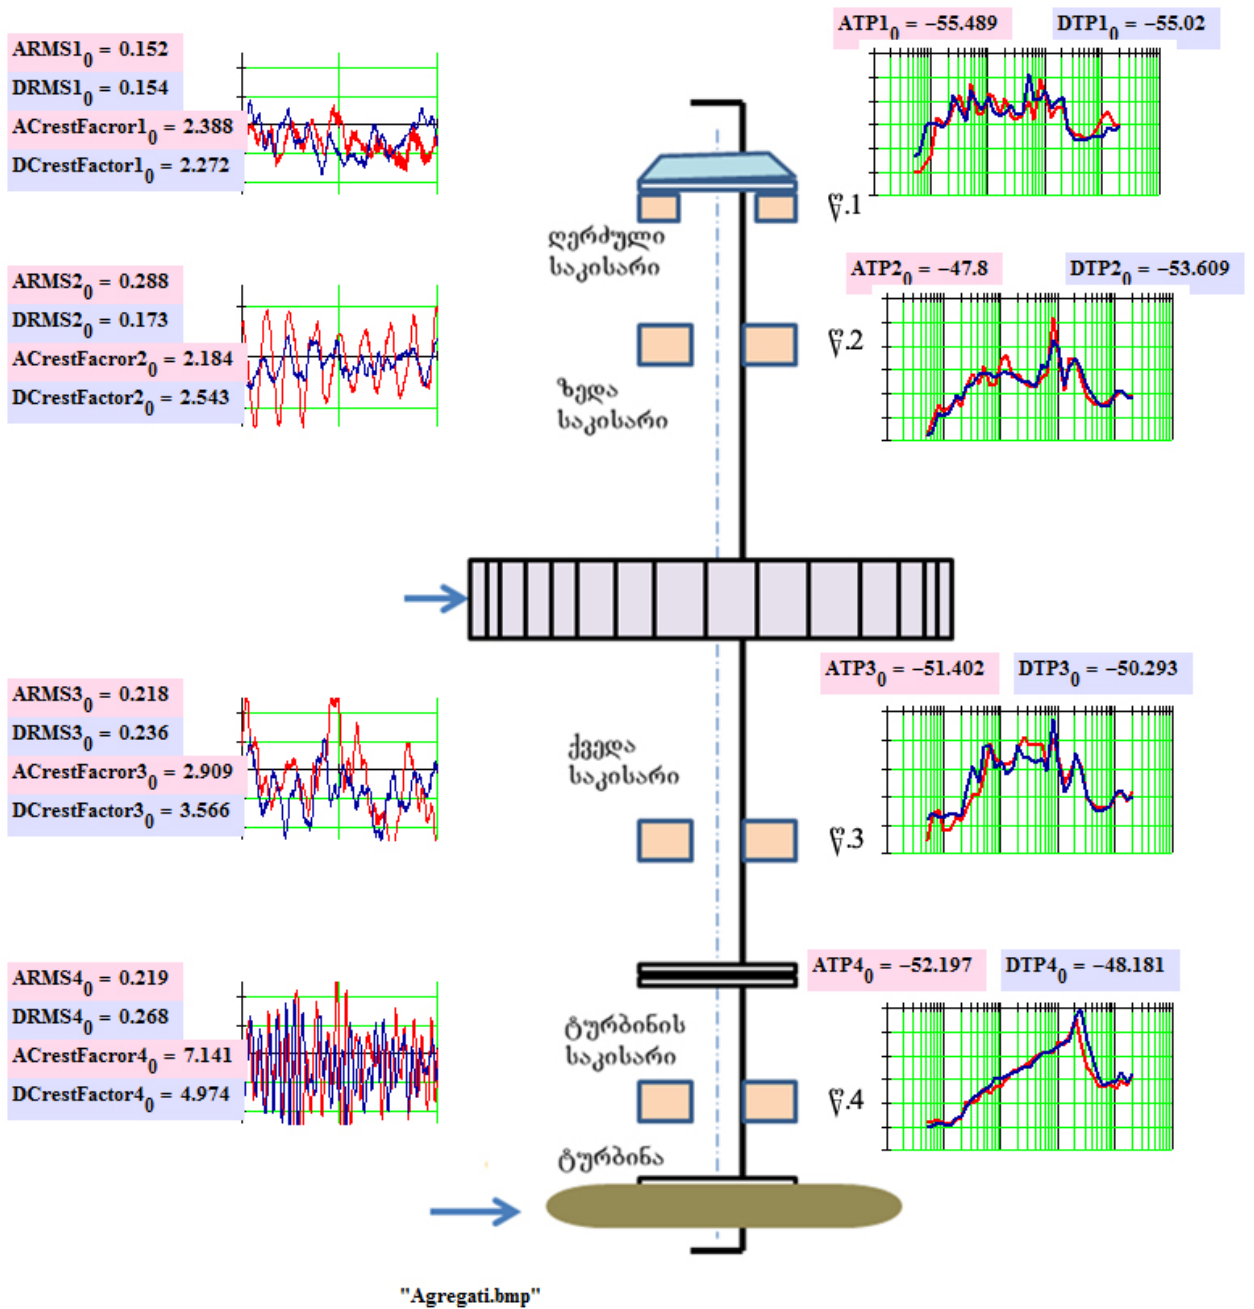 ATP1₀ = −55.489
DTP1₀ = −55.02
ARMS1₀ = 0.152
DRMS1₀ = 0.154
ACrestFacror1₀ = 2.388
DCrestFactor1₀ = 2.272
წ.1
ღერძული
საკისარი
ATP2₀ = −47.8
DTP2₀ = −53.609
ARMS2₀ = 0.288
DRMS2₀ = 0.173
ACrestFacror2₀ = 2.184
DCrestFactor2₀ = 2.543
წ.2
ზედა
საკისარი
ATP3₀ = −51.402
DTP3₀ = −50.293
ARMS3₀ = 0.218
DRMS3₀ = 0.236
ACrestFacror3₀ = 2.909
DCrestFactor3₀ = 3.566
ქვედა
საკისარი
წ.3
ATP4₀ = −52.197
DTP4₀ = −48.181
ARMS4₀ = 0.219
DRMS4₀ = 0.268
ACrestFacror4₀ = 7.141
DCrestFactor4₀ = 4.974
ტურბინის
საკისარი
წ.4
ტურბინა
"Agregati.bmp"